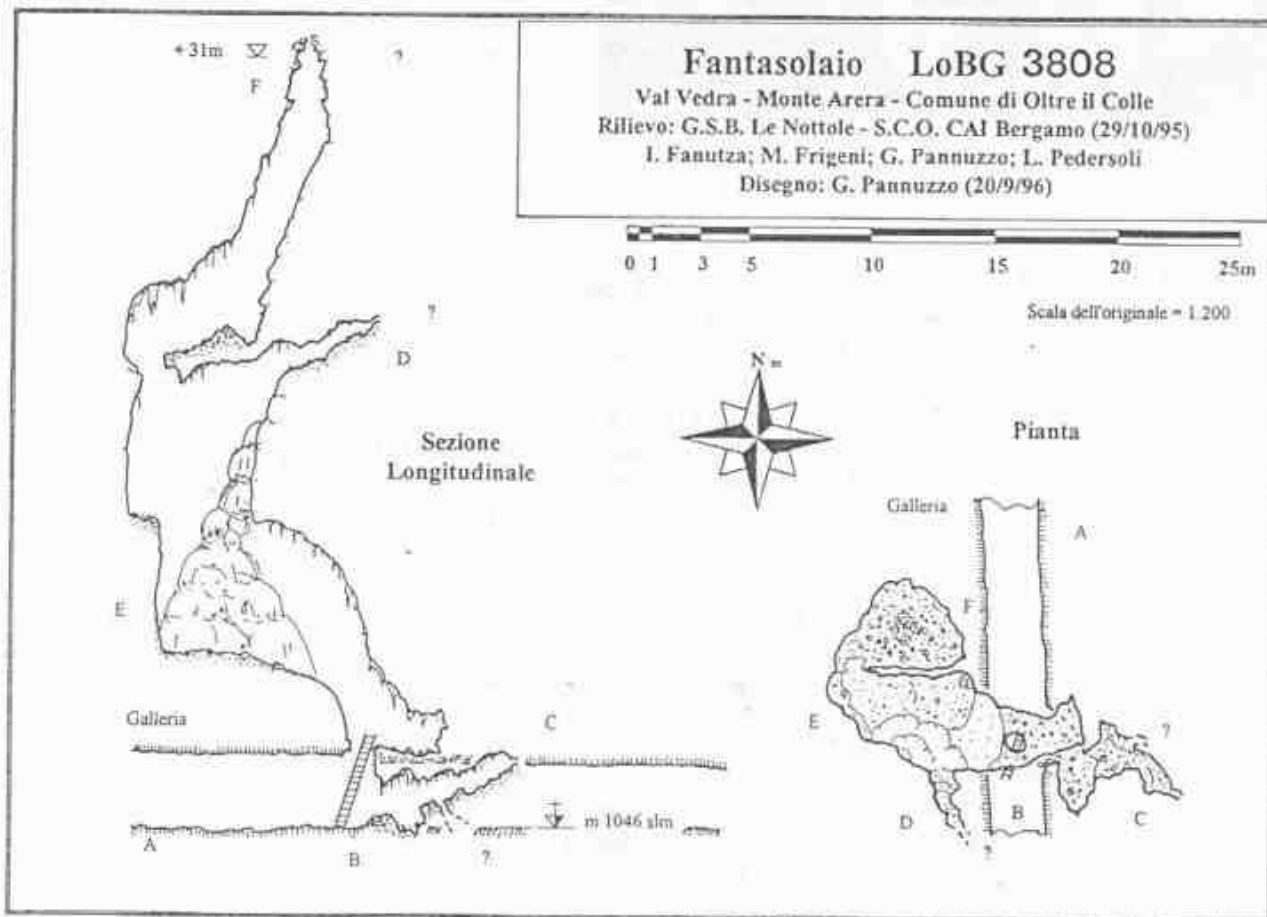 +31m
F
?
Fantasolaio LoBG 3808
Val Vedra - Monte Arera - Comune di Oltre il Colle
Rilievo: G.S.B. Le Nottole - S.C.O. CAI Bergamo (29/10/95)
I. Fanutza; M. Frigeni; G. Pannuzzo; L. Pedersoli
Disegno: G. Pannuzzo (20/9/96)
0 1 3 5 10 15 20 25m
Scala dell'originale = 1:200
?
D
Sezione
Longitudinale
E
Galleria
C
A
B
?
m 1046 slm
N m
Pianta
Galleria
A
F
E
?
D
B
C
?